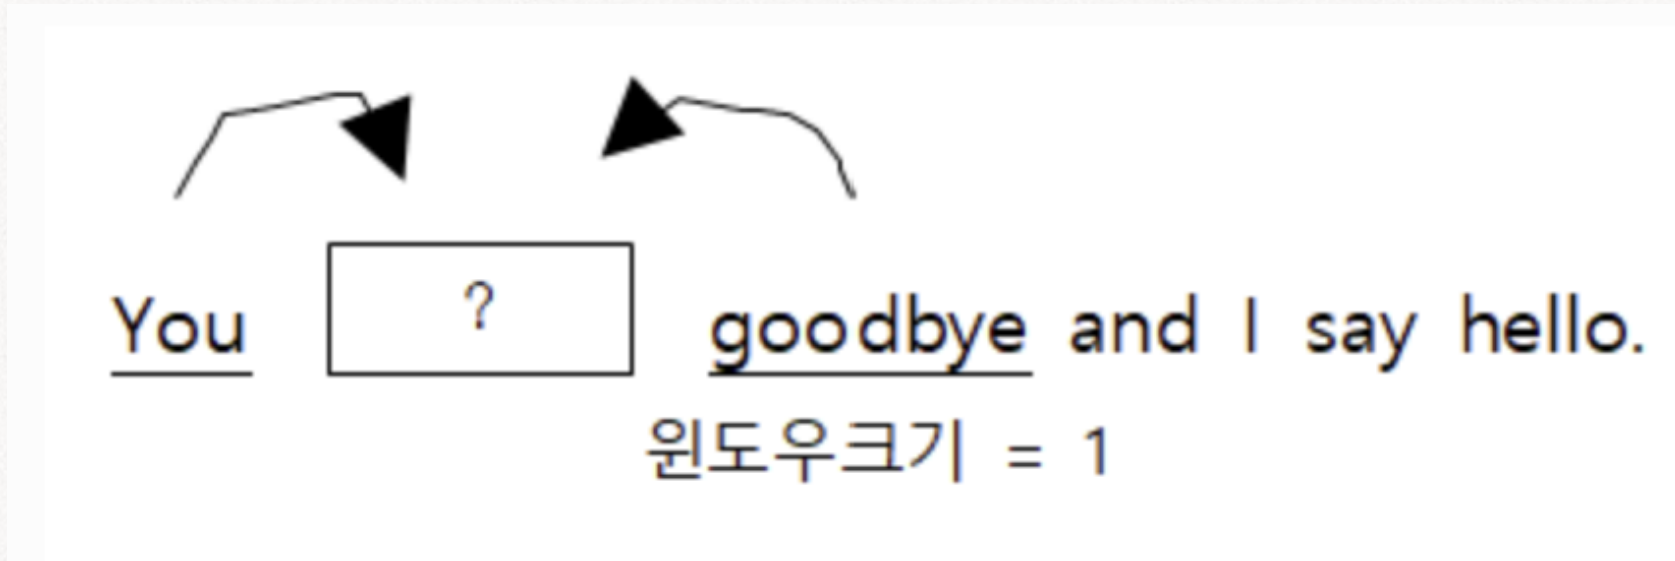 You ? goodbye and I say hello.
윈도우크기 = 1